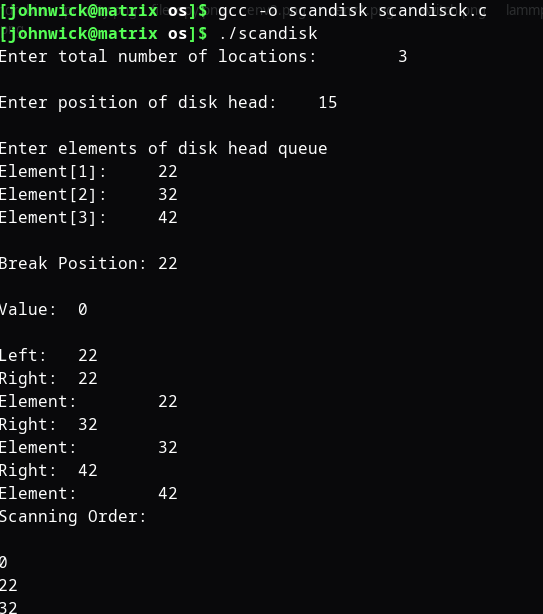 [johnwick@matrix os]$ gcc -o scandisk scandisck.c
[johnwick@matrix os]$ ./scandisk
Enter total number of locations:        3
Enter position of disk head:    15
Enter elements of disk head queue
Element[1]:     22
Element[2]:     32
Element[3]:     42
Break Position: 22
Value:  0
Left:   22
Right:  22
Element:        22
Right:  32
Element:        32
Right:  42
Element:        42
Scanning Order:
0
22
32